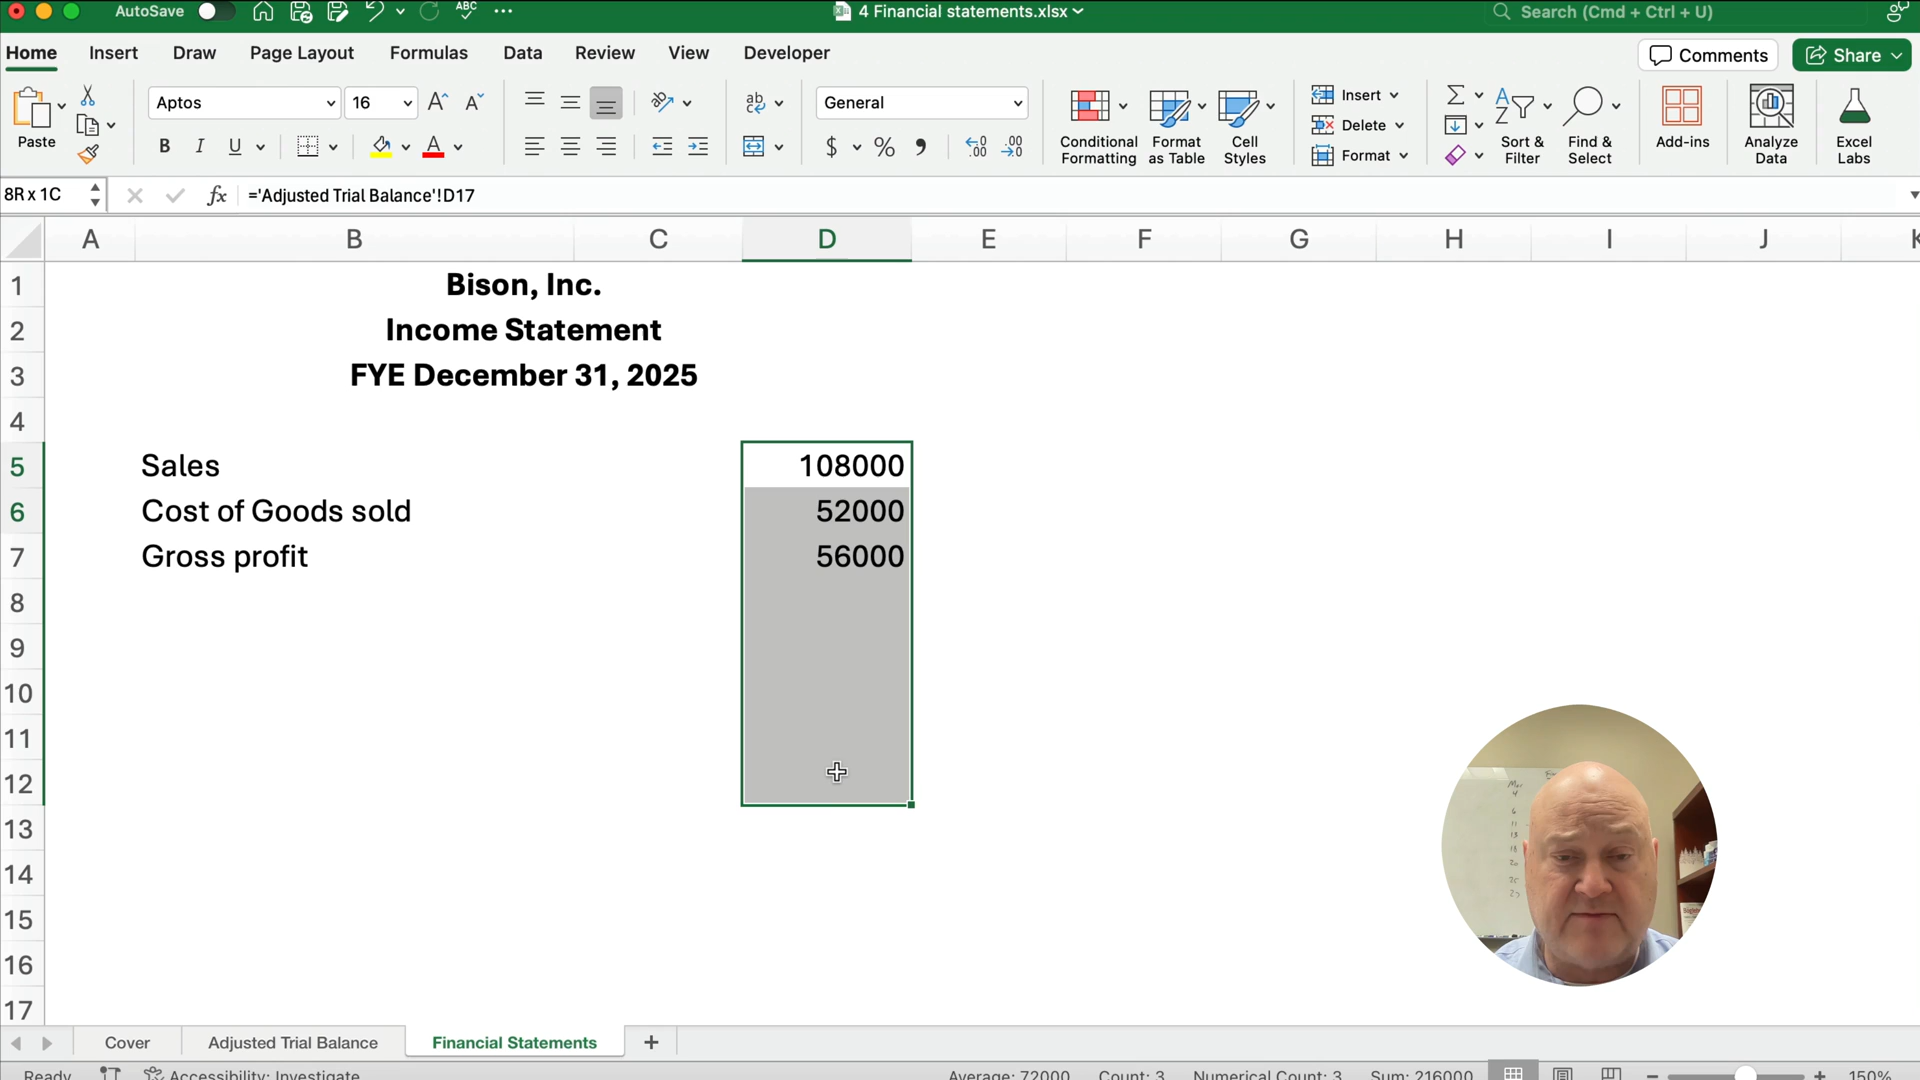 AutoSave
ABC
4 Financial statements.xlsx
Search (Cmd + Ctrl + U)
Home Insert Draw Page Layout Formulas Data Review View Developer
Comments
Share
Paste
Aptos
16
B I U
General
Conditional Formatting
Format as Table
Cell Styles
Insert
Delete
Format
Sort & Filter
Find & Select
Add-ins
Analyze Data
Excel Labs
8R x 1C
fx
='Adjusted Trial Balance'!D17
A B C D E F G H I J K
1 Bison, Inc.
2 Income Statement
3 FYE December 31, 2025
4
5 Sales 108000
6 Cost of Goods sold 52000
7 Gross profit 56000
8
9
10
11
12
13
14
15
16
17
Cover
Adjusted Trial Balance
Financial Statements
Ready
Accessibility: Investigate
Average: 72000
Count: 3
Numerical Count: 3
Sum: 216000
150%